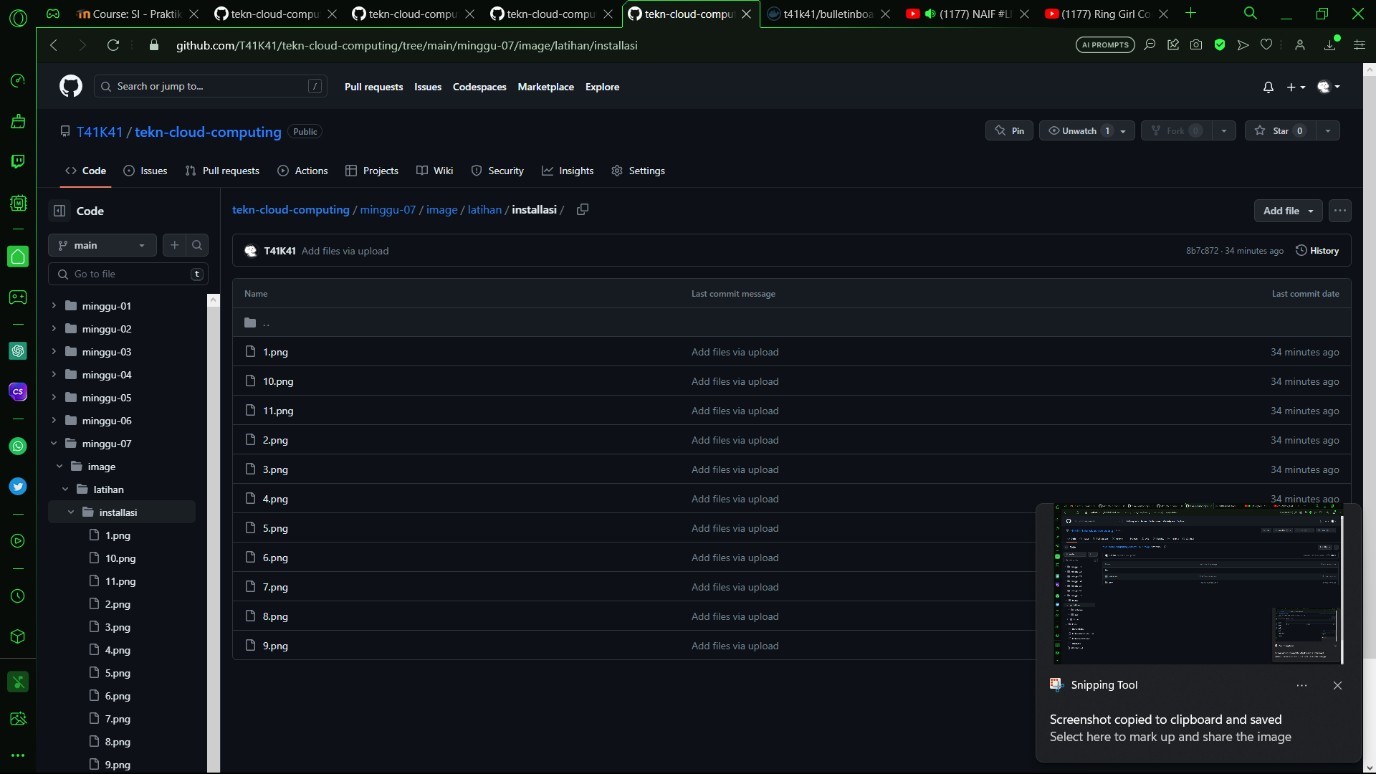 Course: SI - Praktik
tekn-cloud-compu
tekn-cloud-compu
tekn-cloud-compu
tekn-cloud-compu
t41k41/bulletinboa
(1177) NAIF #L
(1177) Ring Girl Co
github.com/T41K41/tekn-cloud-computing/tree/main/minggu-07/image/latihan/installasi
AI PROMPTS
Search or jump to...
/
Pull requests
Issues
Codespaces
Marketplace
Explore
T41K41 / tekn-cloud-computing
Public
Pin
Unwatch 1
Fork 0
Star 0
Code
Issues
Pull requests
Actions
Projects
Wiki
Security
Insights
Settings
Code
main
Go to file
t
minggu-01
minggu-02
minggu-03
minggu-04
minggu-05
minggu-06
minggu-07
image
latihan
installasi
1.png
10.png
11.png
2.png
3.png
4.png
5.png
6.png
7.png
8.png
9.png
tekn-cloud-computing / minggu-07 / image / latihan / installasi /
Add file
T41K41 Add files via upload
8b7c872 · 34 minutes ago
History
Name Last commit message Last commit date
..
1.png Add files via upload 34 minutes ago
10.png Add files via upload 34 minutes ago
11.png Add files via upload 34 minutes ago
2.png Add files via upload 34 minutes ago
3.png Add files via upload 34 minutes ago
4.png Add files via upload 34 minutes ago
5.png Add files via upload
6.png Add files via upload
7.png Add files via upload
8.png Add files via upload
9.png Add files via upload
Snipping Tool
Screenshot copied to clipboard and saved
Select here to mark up and share the image